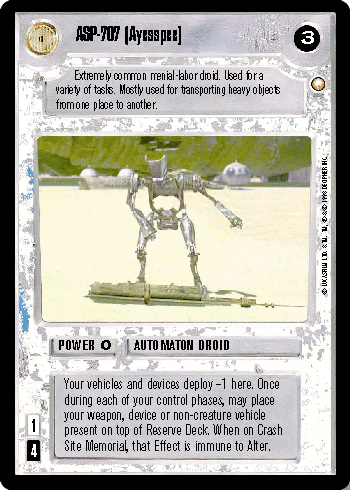 ASP-707 (Ayesspee)
3
Extremely common menial-labor droid. Used for a
variety of tasks. Mostly used for transporting heavy objects
from one place to another.
POWER 0
AUTOMATON DROID
Your vehicles and devices deploy -1 here. Once
during each of your control phases, may place
your weapon, device or non-creature vehicle
present on top of Reserve Deck. When on Crash
Site Memorial, that Effect is immune to Alter.
1
4